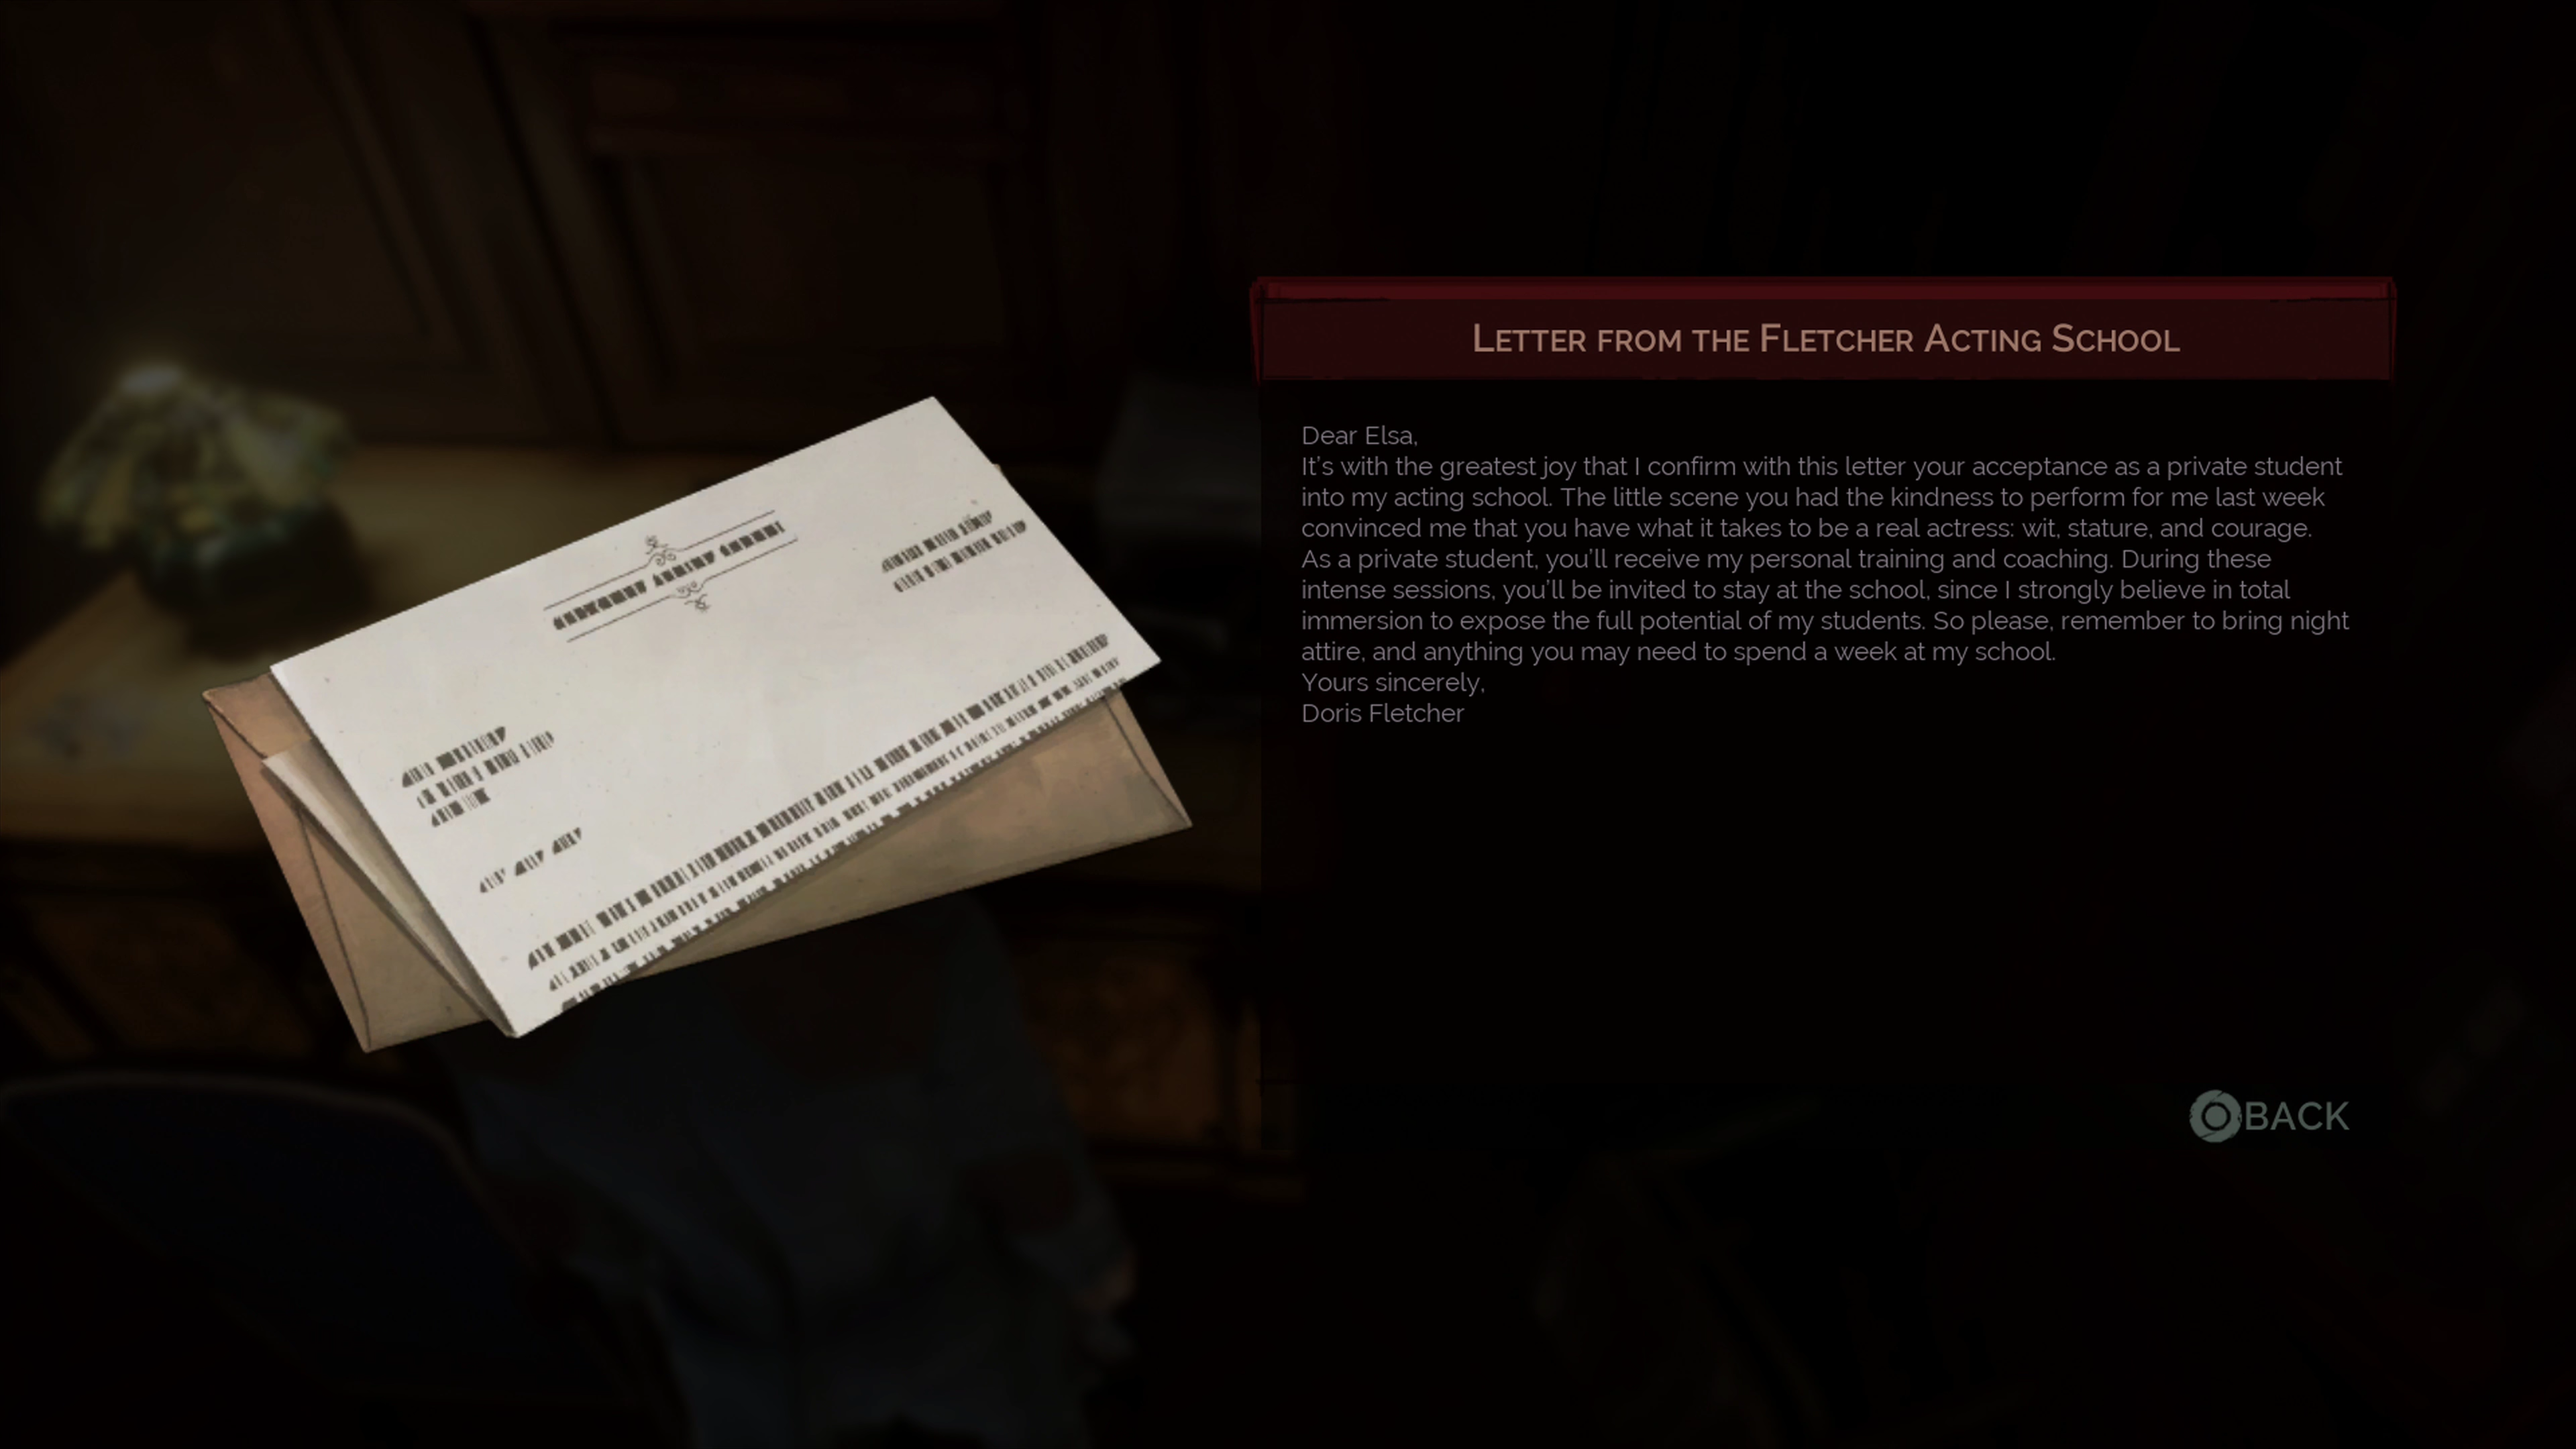 LETTER FROM THE FLETCHER ACTING SCHOOL
Dear Elsa,
It's with the greatest joy that I confirm with this letter your acceptance as a private student
into my acting school. The little scene you had the kindness to perform for me last week
convinced me that you have what it takes to be a real actress: wit, stature, and courage.
As a private student, you'll receive my personal training and coaching. During these
intense sessions, you'll be invited to stay at the school, since I strongly believe in total
immersion to expose the full potential of my students. So please, remember to bring night
attire, and anything you may need to spend a week at my school.
Yours sincerely,
Doris Fletcher
BACK